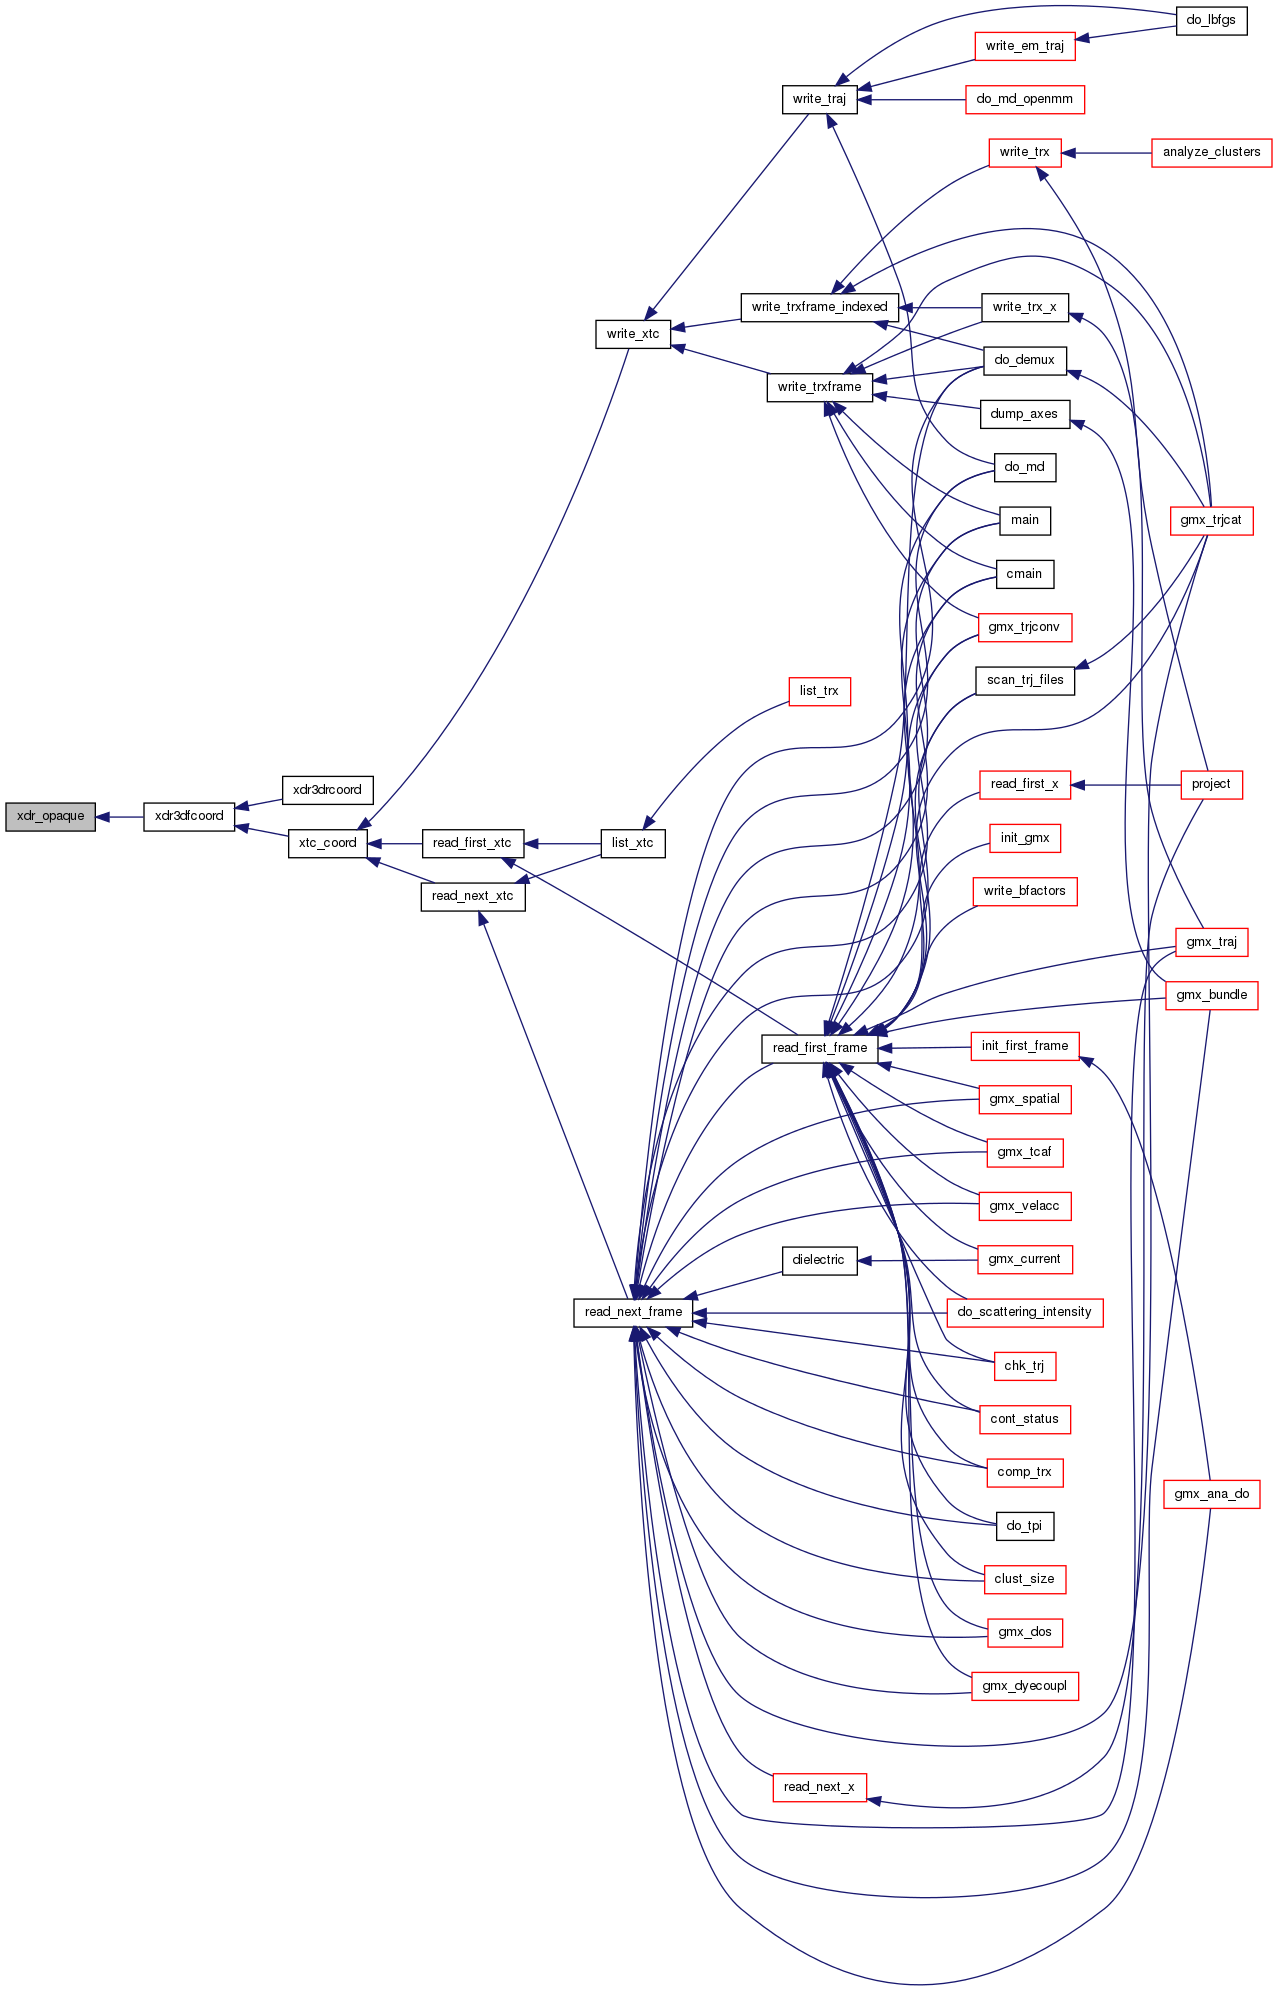 do_lbfgs
write_em_traj
write_traj
do_md_openmm
write_trx
analyze_clusters
write_trxframe_indexed
write_trx_x
write_xtc
do_demux
write_trxframe
dump_axes
do_md
main
gmx_trjcat
cmain
gmx_trjconv
scan_trj_files
list_trx
read_first_x
project
xdr3drcoord
xdr_opaque
xdr3dfcoord
xtc_coord
read_first_xtc
list_xtc
init_gmx
read_next_xtc
write_bfactors
gmx_traj
gmx_bundle
read_first_frame
init_first_frame
gmx_spatial
gmx_tcaf
gmx_velacc
dielectric
gmx_current
read_next_frame
do_scattering_intensity
chk_trj
cont_status
comp_trx
gmx_ana_do
do_tpi
clust_size
gmx_dos
gmx_dyecoupl
read_next_x